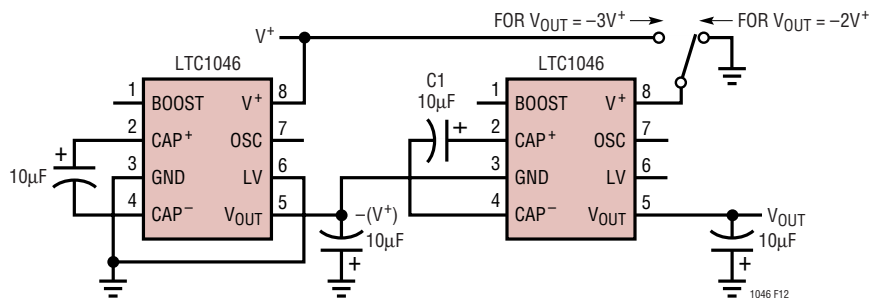 FOR VOUT = –3V+
FOR VOUT = –2V+
V+
LTC1046
1 BOOST V+ 8
2 CAP+ OSC 7
3 GND LV 6
4 CAP– VOUT 5
+
10µF
–(V+)
10µF
+
C1
10µF
+
LTC1046
1 BOOST V+ 8
2 CAP+ OSC 7
3 GND LV 6
4 CAP– VOUT 5
VOUT
10µF
+
1046 F12